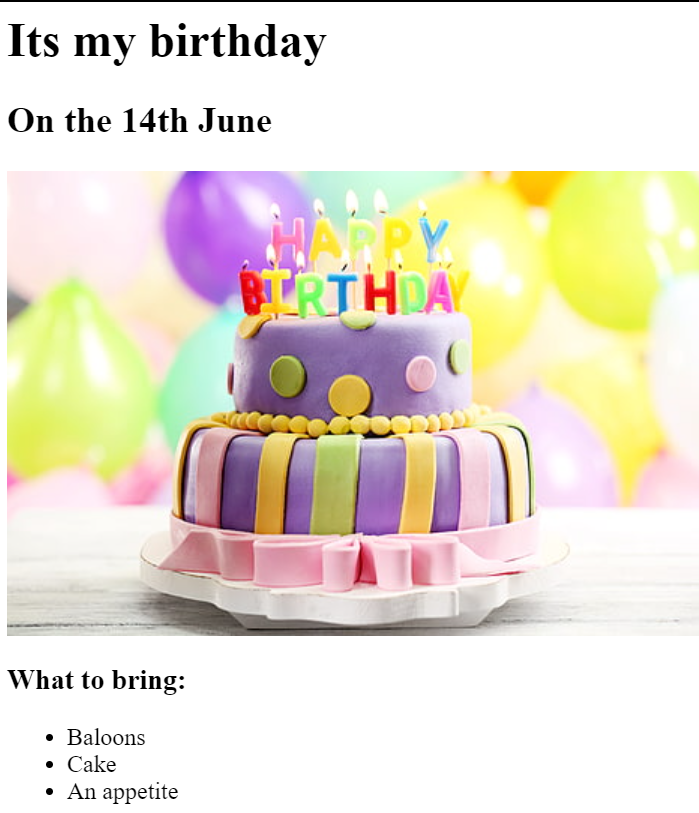 Its my birthday
On the 14th June
HAPPY
BIRTHDAY
What to bring:
Baloons
Cake
An appetite